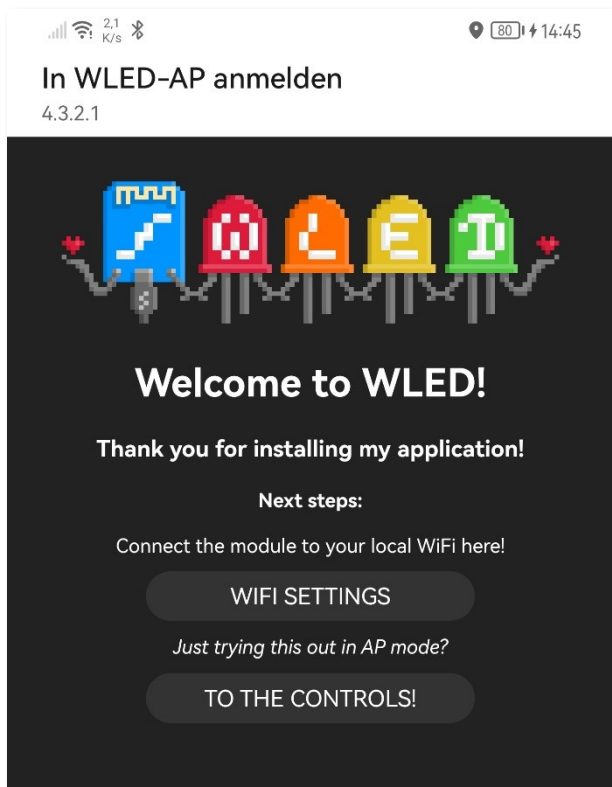 2,1
K/s
80
14:45
In WLED-AP anmelden
4.3.2.1
W L E D
Welcome to WLED!
Thank you for installing my application!
Next steps:
Connect the module to your local WiFi here!
WIFI SETTINGS
Just trying this out in AP mode?
TO THE CONTROLS!